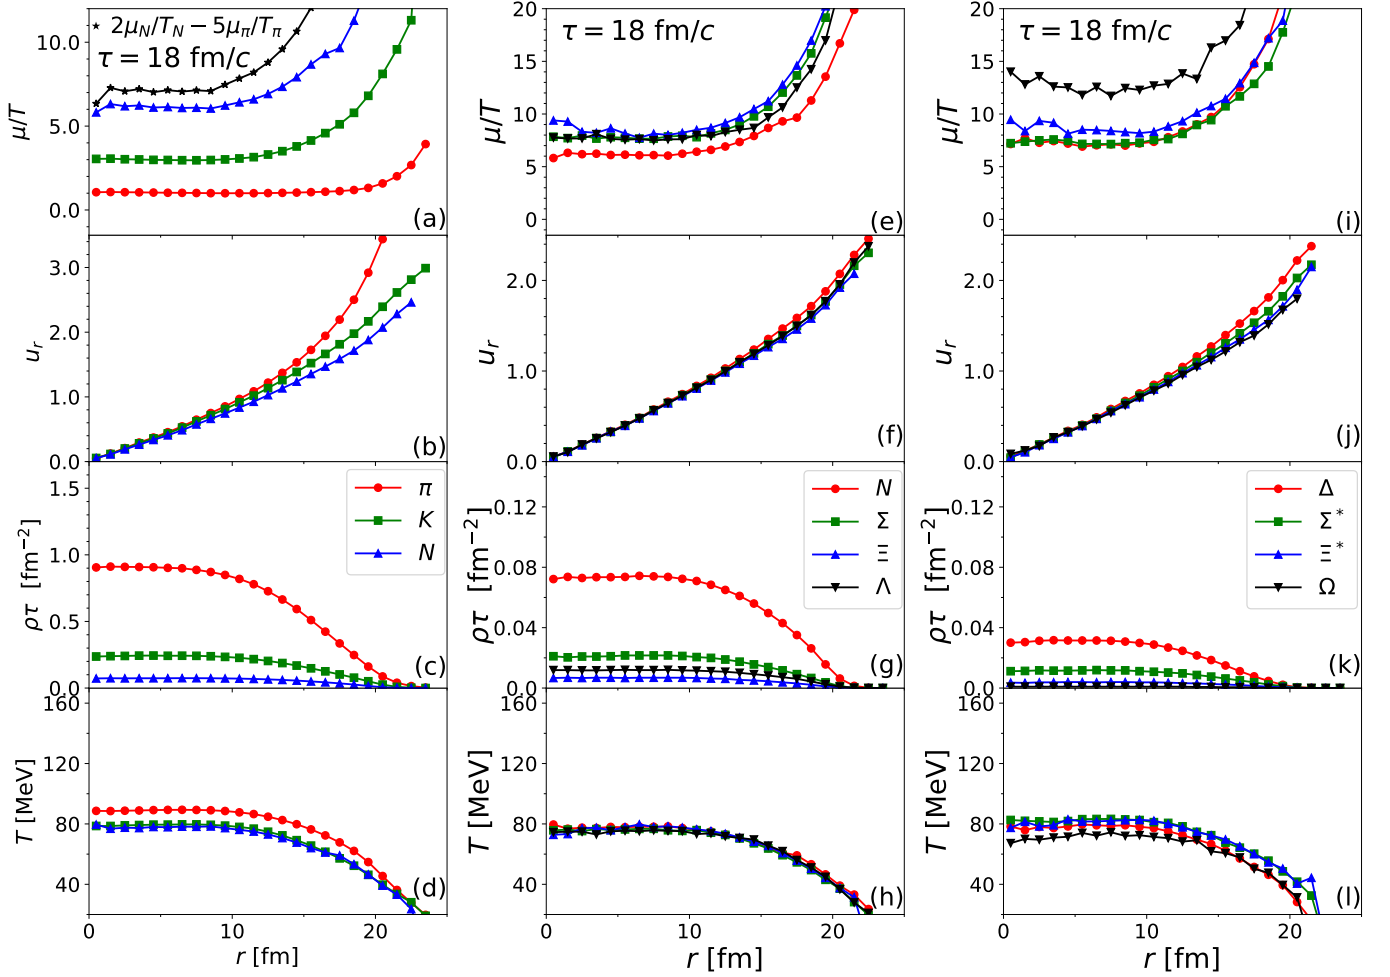 ★ 2μ_N/T_N − 5μ_π/T_π
τ = 18 fm/c
10.0
5.0
0.0
μ/T
(a)
3.0
2.0
1.0
0.0
u_r
(b)
1.5
1.0
0.5
0.0
ρτ [fm⁻²]
π
K
N
(c)
160
120
80
40
T [MeV]
(d)
0
10
20
r [fm]
τ = 18 fm/c
20
15
10
5
0
μ/T
(e)
2.0
1.0
0.0
u_r
(f)
0.12
0.08
0.04
0.0
ρτ [fm⁻²]
N
Σ
Ξ
Λ
(g)
160
120
80
40
T [MeV]
(h)
0
10
20
r [fm]
τ = 18 fm/c
20
15
10
5
0
μ/T
(i)
2.0
1.0
0.0
u_r
(j)
0.12
0.08
0.04
0.0
ρτ [fm⁻²]
Δ
Σ*
Ξ*
Ω
(k)
160
120
80
40
T [MeV]
(l)
0
10
20
r [fm]